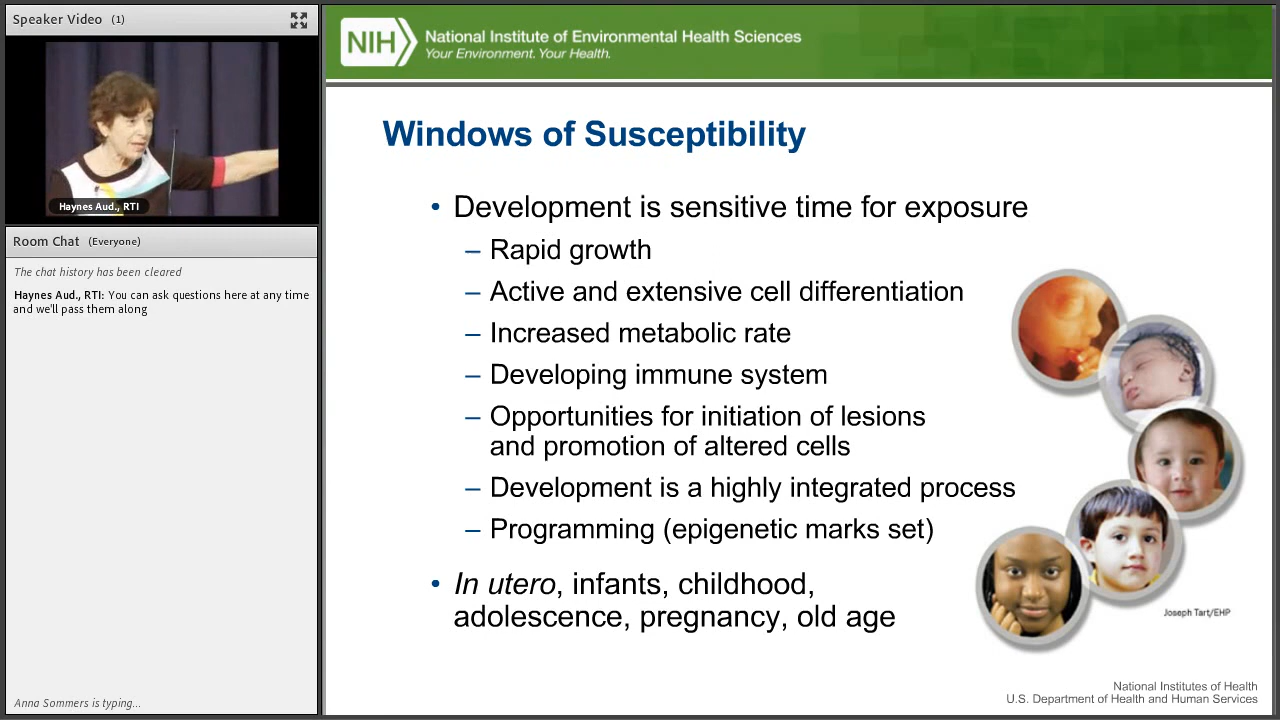 Speaker Video (1)
Haynes Aud., RTI
Room Chat (Everyone)
The chat history has been cleared
Haynes Aud., RTI: You can ask questions here at any time
and we'll pass them along
Anna Sommers is typing...
NIH
National Institute of Environmental Health Sciences
Your Environment. Your Health.
Windows of Susceptibility
• Development is sensitive time for exposure
– Rapid growth
– Active and extensive cell differentiation
– Increased metabolic rate
– Developing immune system
– Opportunities for initiation of lesions
and promotion of altered cells
– Development is a highly integrated process
– Programming (epigenetic marks set)
• In utero, infants, childhood,
adolescence, pregnancy, old age
Joseph Tart/EHP
National Institutes of Health
U.S. Department of Health and Human Services